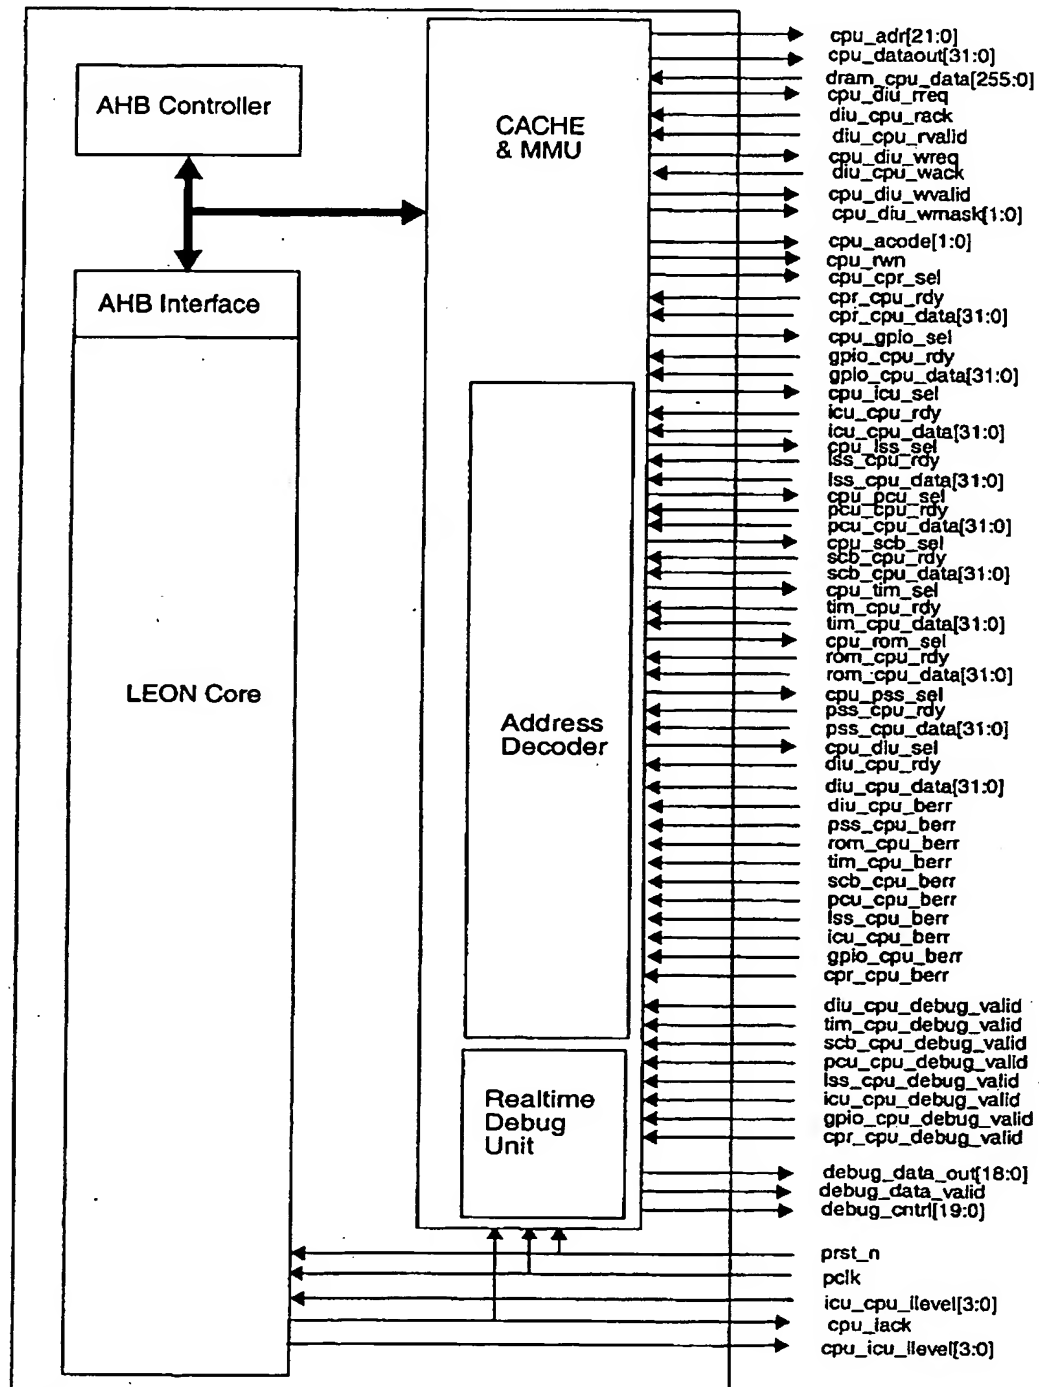 AHB Controller
CACHE
& MMU
AHB Interface
LEON Core
Address
Decoder
Realtime
Debug
Unit
cpu_adr[21:0]
cpu_dataout[31:0]
dram_cpu_data[255:0]
cpu_diu_rreq
diu_cpu_rack
diu_cpu_rvalid
cpu_diu_wreq
diu_cpu_wack
cpu_diu_wvalid
cpu_diu_wmask[1:0]
cpu_acode[1:0]
cpu_rwn
cpu_cpr_sel
cpr_cpu_rdy
cpr_cpu_data[31:0]
cpu_gpio_sel
gpio_cpu_rdy
gpio_cpu_data[31:0]
cpu_icu_sel
icu_cpu_rdy
icu_cpu_data[31:0]
cpu_lss_sel
lss_cpu_rdy
lss_cpu_data[31:0]
cpu_pcu_sel
pcu_cpu_rdy
pcu_cpu_data[31:0]
cpu_scb_sel
scb_cpu_rdy
scb_cpu_data[31:0]
cpu_tim_sel
tim_cpu_rdy
tim_cpu_data[31:0]
cpu_rom_sel
rom_cpu_rdy
rom_cpu_data[31:0]
cpu_pss_sel
pss_cpu_rdy
pss_cpu_data[31:0]
cpu_diu_sel
diu_cpu_rdy
diu_cpu_data[31:0]
diu_cpu_berr
pss_cpu_berr
rom_cpu_berr
tim_cpu_berr
scb_cpu_berr
pcu_cpu_berr
lss_cpu_berr
icu_cpu_berr
gpio_cpu_berr
cpr_cpu_berr
diu_cpu_debug_valid
tim_cpu_debug_valid
scb_cpu_debug_valid
pcu_cpu_debug_valid
lss_cpu_debug_valid
icu_cpu_debug_valid
gpio_cpu_debug_valid
cpr_cpu_debug_valid
debug_data_out[18:0]
debug_data_valid
debug_cntrl[19:0]
prst_n
pclk
icu_cpu_ilevel[3:0]
cpu_iack
cpu_icu_ilevel[3:0]